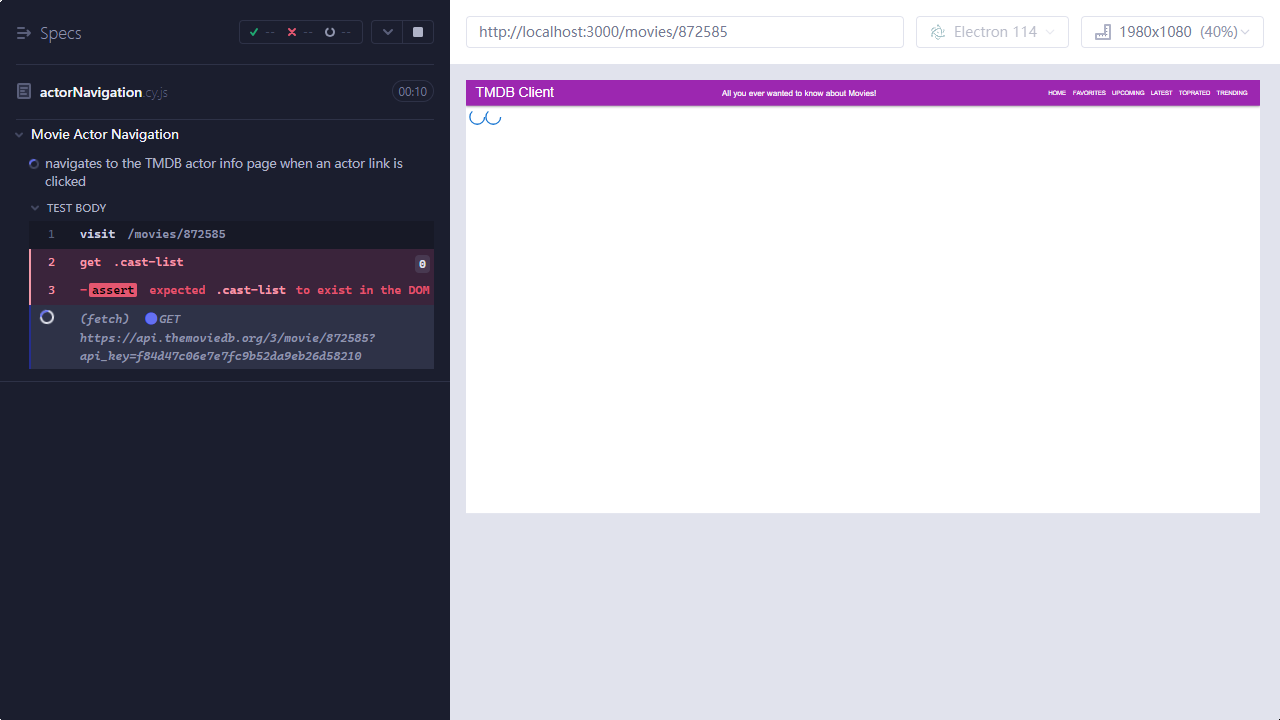 Specs
-- -- --
actorNavigation.cy.js
00:10
Movie Actor Navigation
navigates to the TMDB actor info page when an actor link is
clicked
TEST BODY
1 visit /movies/872585
2 get .cast-list 0
3 -assert expected .cast-list to exist in the DOM
(fetch) GET
https://api.themoviedb.org/3/movie/872585?
api_key=f84d47c06e7e7fc9b52da9eb26d58210
http://localhost:3000/movies/872585
Electron 114
1980x1080 (40%)
TMDB Client
All you ever wanted to know about Movies!
HOME FAVORITES UPCOMING LATEST TOPRATED TRENDING